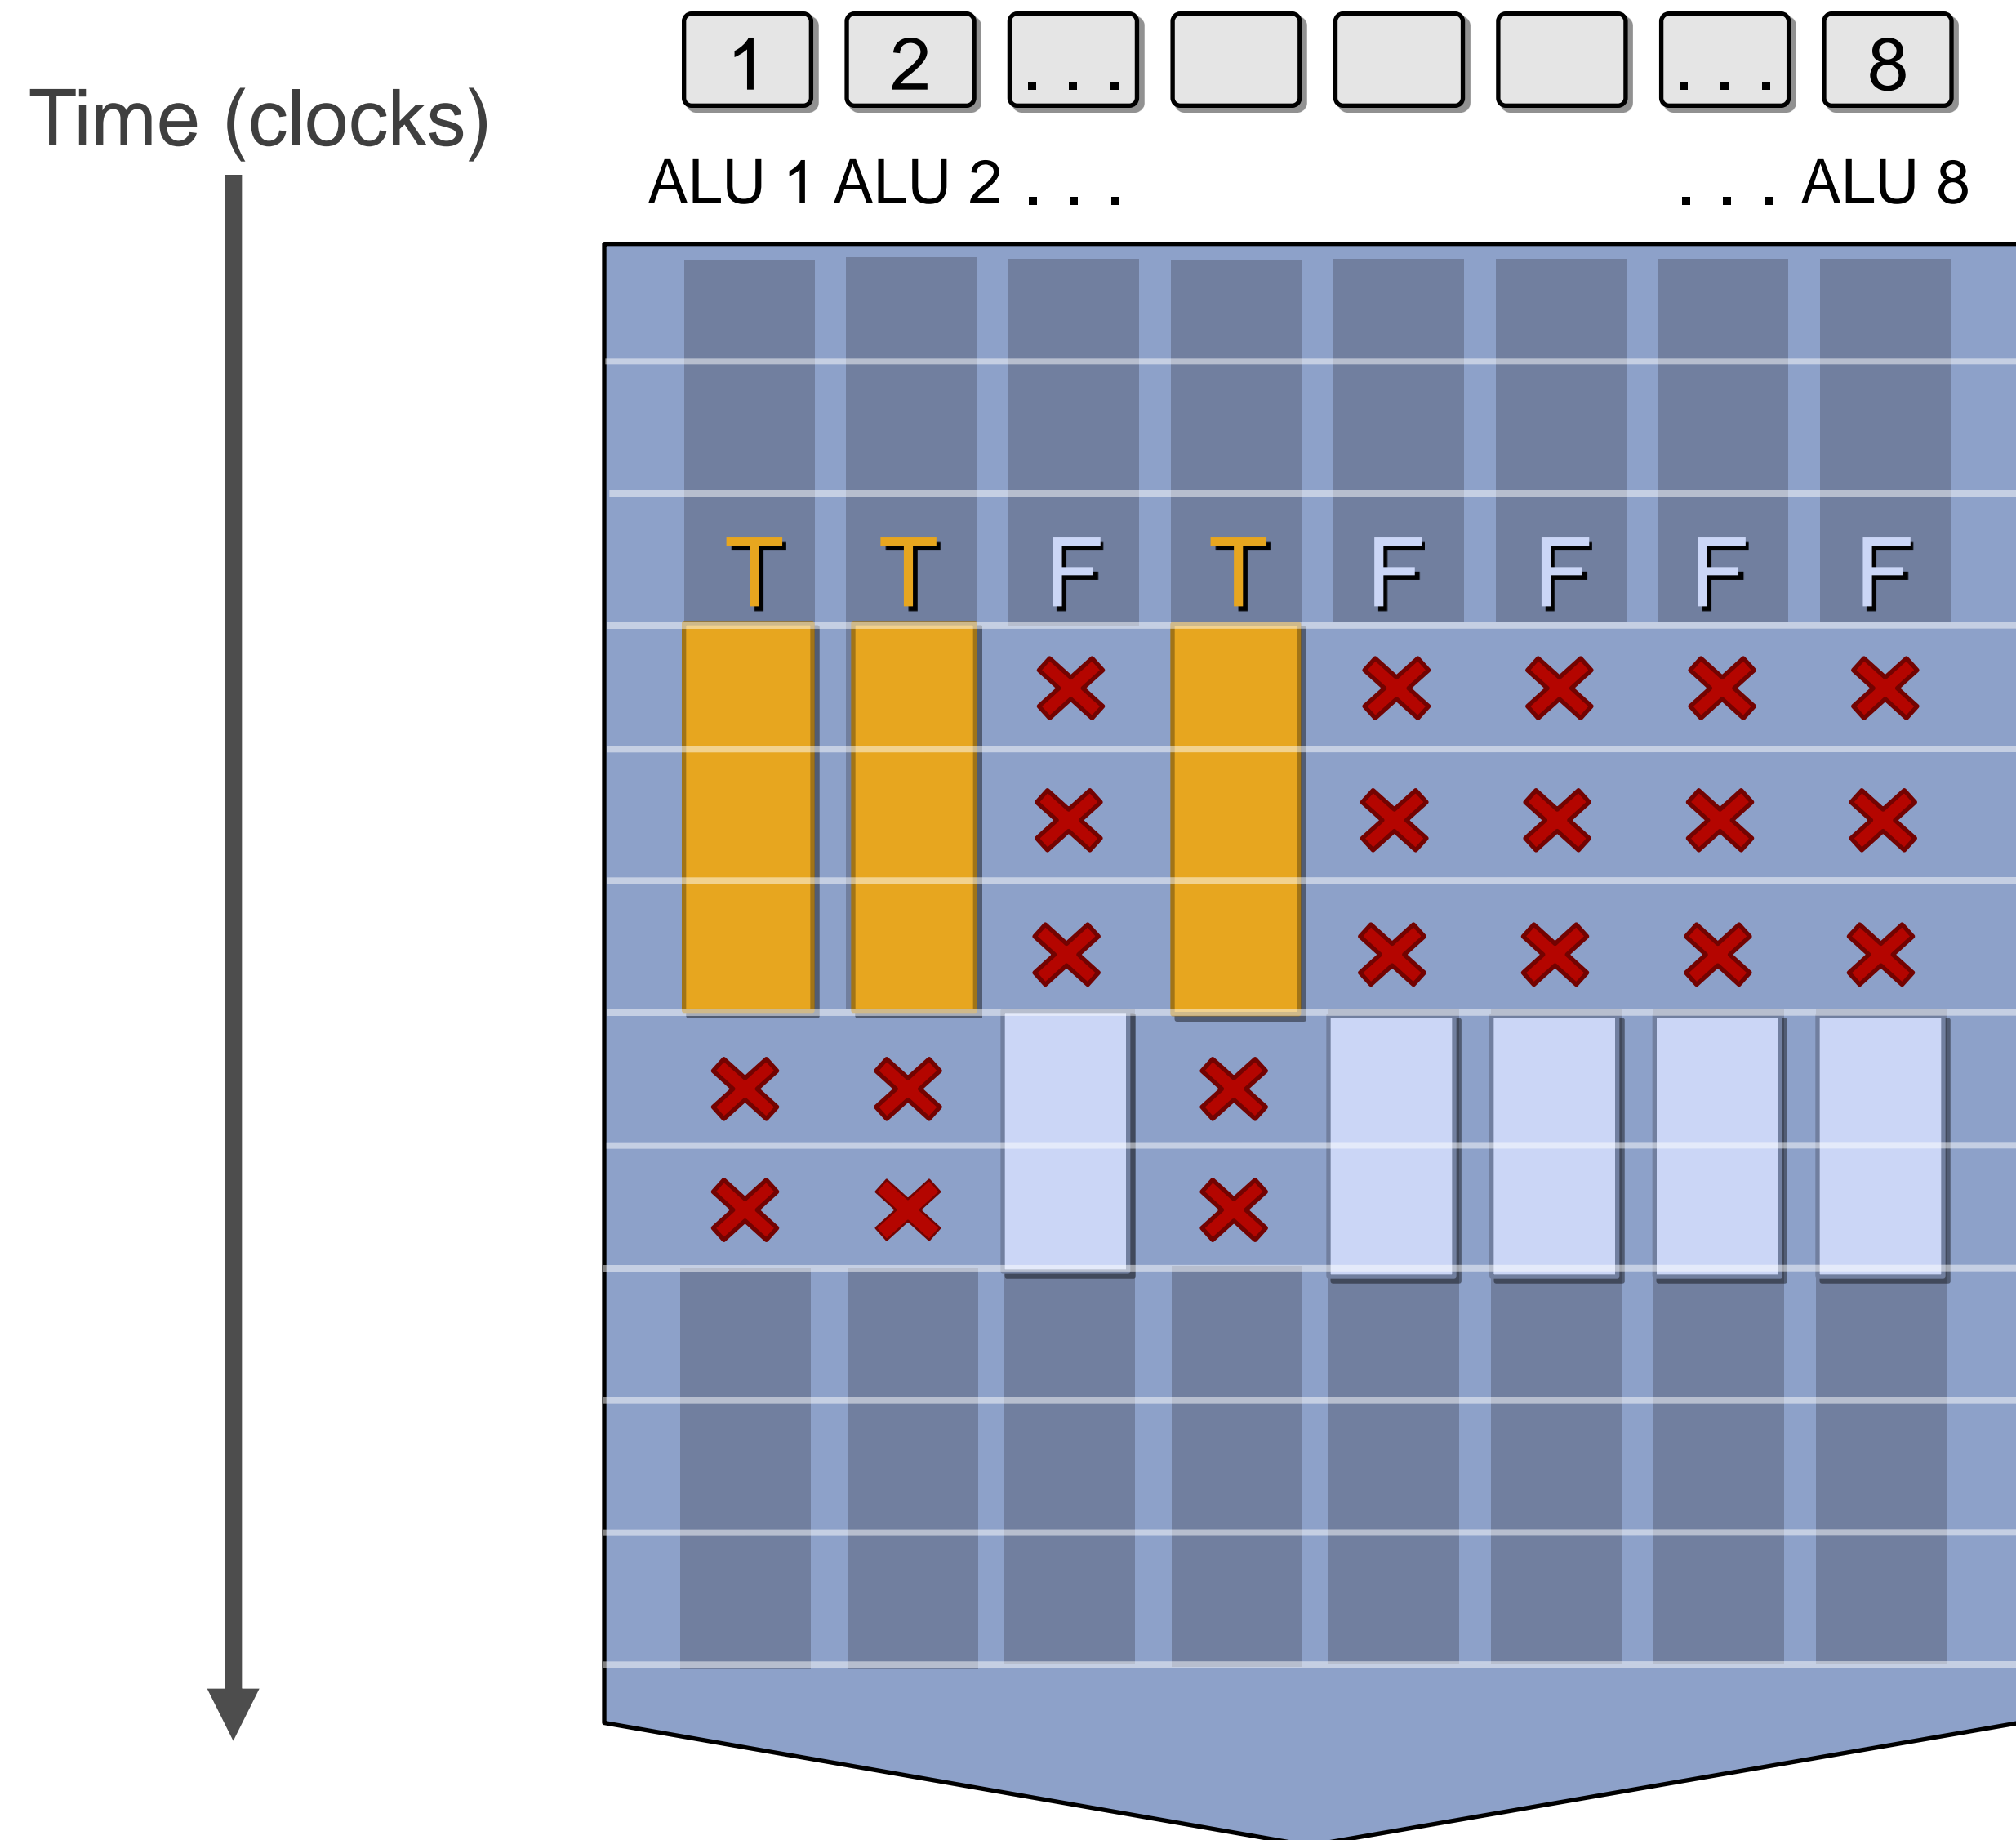 1 2 . . . . . . 8
Time (clocks)
ALU 1 ALU 2 . . . . . . ALU 8
T T F T F F F F